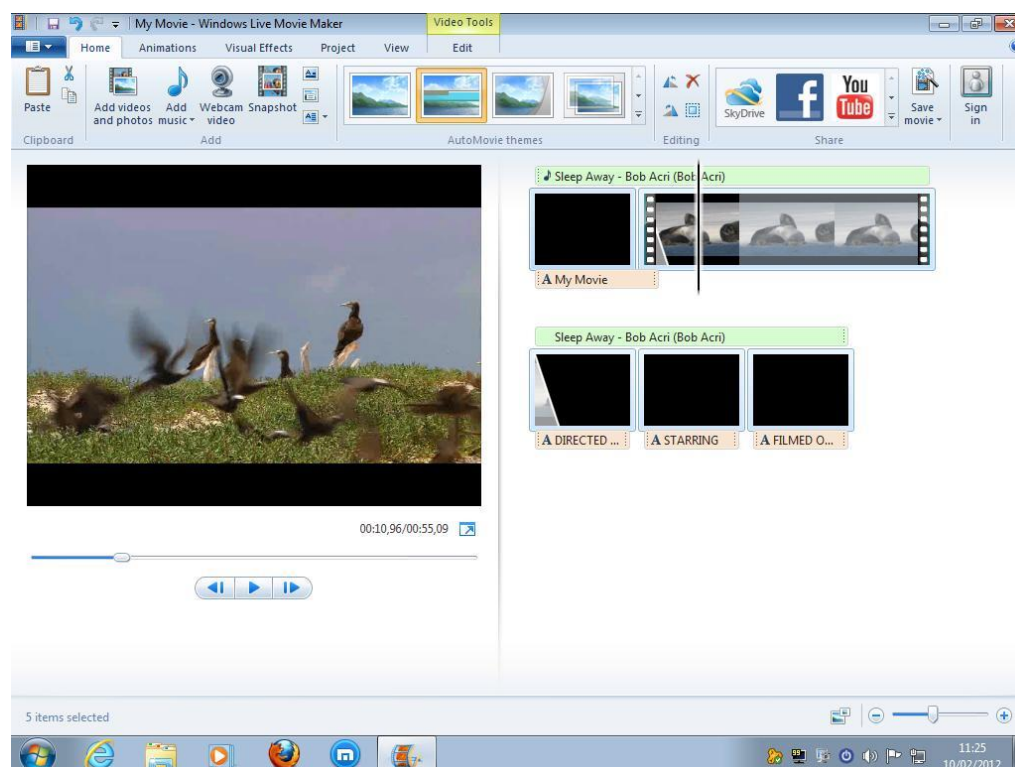 My Movie - Windows Live Movie Maker
Video Tools
Home Animations Visual Effects Project View Edit
Paste
Add videos and photos
Add music
Webcam video
Snapshot
SkyDrive
f
You Tube
Save movie
Sign in
Clipboard Add AutoMovie themes Editing Share
Sleep Away - Bob Acri (Bob Acri)
A My Movie
Sleep Away - Bob Acri (Bob Acri)
A DIRECTED ... A STARRING A FILMED O...
00:10,96/00:55,09
5 items selected
11:25
10/02/2012